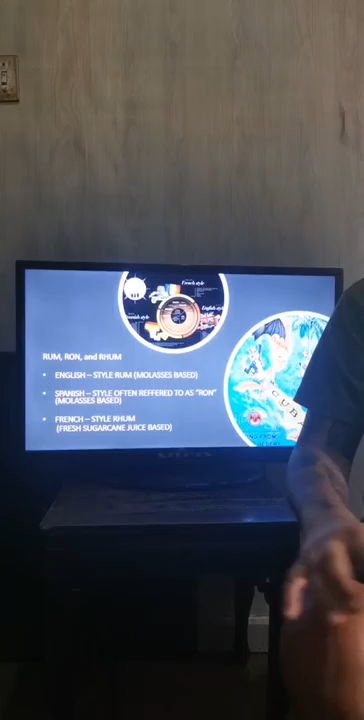 French style
English style
RUM, RON, and RHUM
• ENGLISH – STYLE RUM (MOLASSES BASED)
• SPANISH – STYLE OFTEN REFFERED TO AS "RON"
(MOLASSES BASED)
• FRENCH – STYLE RHUM
(FRESH SUGARCANE JUICE BASED)
CUBA